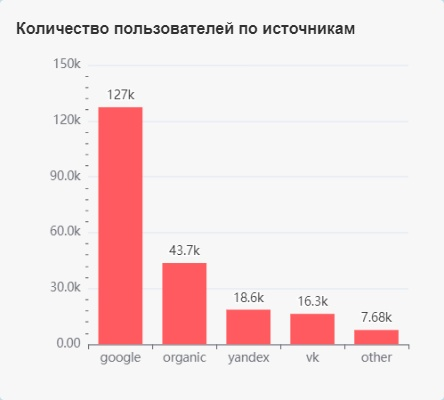 Количество пользователей по источникам
150k
127k
120k
90.0k
60.0k
43.7k
30.0k
18.6k
16.3k
7.68k
0.00
google organic yandex vk other